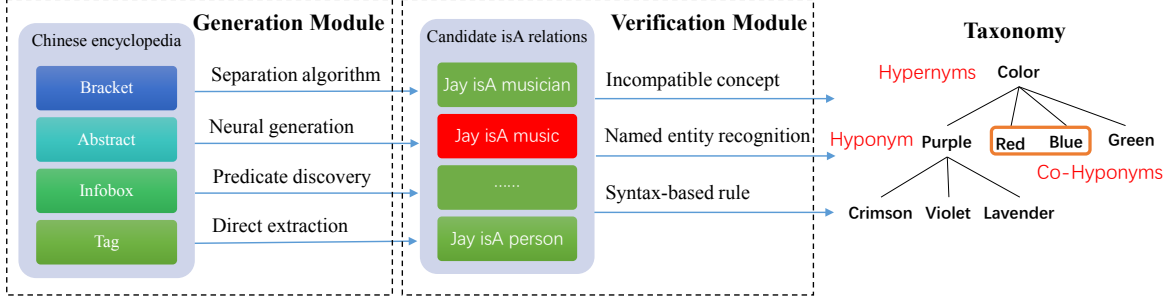 Generation Module
Chinese encyclopedia
Bracket
Abstract
Infobox
Tag
Separation algorithm
Neural generation
Predicate discovery
Direct extraction
Verification Module
Candidate isA relations
Jay isA musician
Jay isA music
......
Jay isA person
Incompatible concept
Named entity recognition
Syntax-based rule
Taxonomy
Hypernyms
Color
Hyponym
Purple
Red
Blue
Green
Co-Hyponyms
Crimson
Violet
Lavender